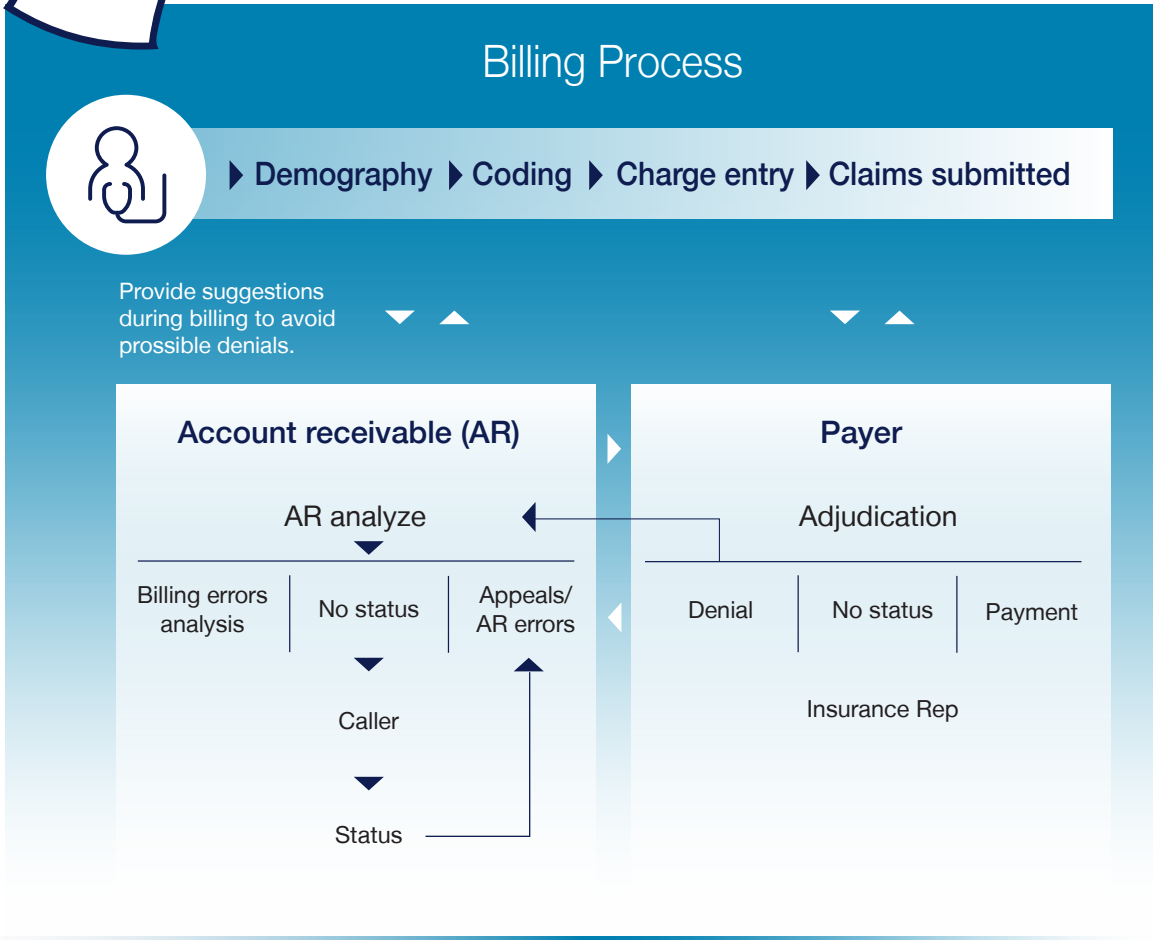 Billing Process
Demography Coding Charge entry Claims submitted
Provide suggestions
during billing to avoid
prossible denials.
Account receivable (AR)
AR analyze
Billing errors
analysis
No status
Appeals/
AR errors
Caller
Status
Payer
Adjudication
Denial
No status
Payment
Insurance Rep